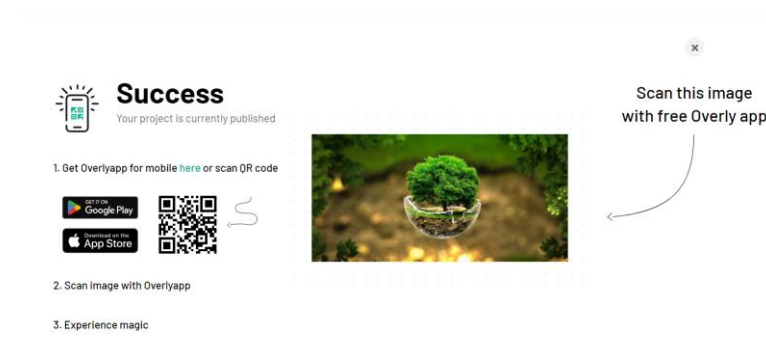 Success
Your project is currently published
1. Get Overlyapp for mobile here or scan QR code
GET IT ON
Google Play
Download on the
App Store
2. Scan image with Overlyapp
3. Experience magic
Scan this image
with free Overly app